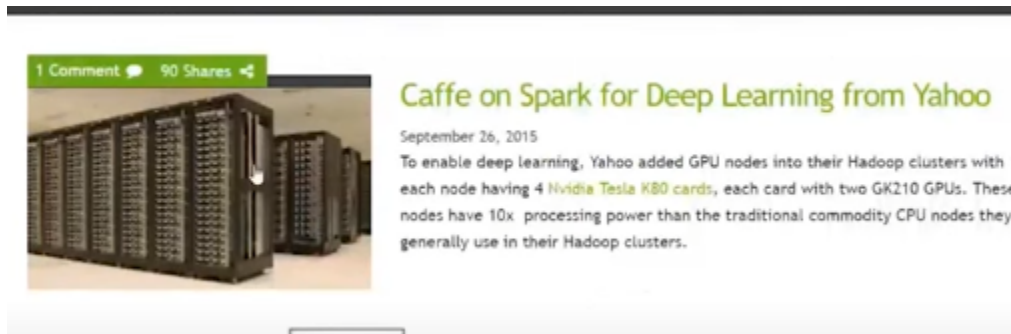 1 Comment 90 Shares
Caffe on Spark for Deep Learning from Yahoo
September 26, 2015
To enable deep learning, Yahoo added GPU nodes into their Hadoop clusters with
each node having 4 Nvidia Tesla K80 cards, each card with two GK210 GPUs. These
nodes have 10x processing power than the traditional commodity CPU nodes they
generally use in their Hadoop clusters.